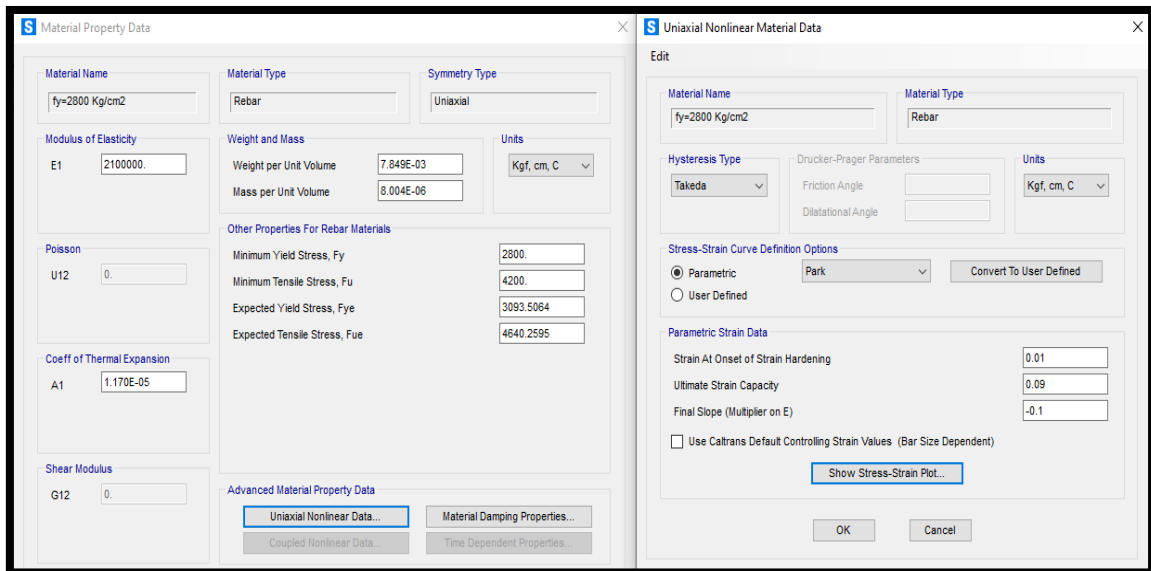 S Material Property Data X
Material Name
fy=2800 Kg/cm2
Material Type
Rebar
Symmetry Type
Uniaxial
Modulus of Elasticity
E1 2100000.
Weight and Mass
Weight per Unit Volume 7.849E-03
Mass per Unit Volume 8.004E-06
Units
Kgf, cm, C
Poisson
U12 0.
Other Properties For Rebar Materials
Minimum Yield Stress, Fy 2800.
Minimum Tensile Stress, Fu 4200.
Expected Yield Stress, Fye 3093.5064
Expected Tensile Stress, Fue 4640.2595
Coeff of Thermal Expansion
A1 1.170E-05
Shear Modulus
G12 0.
Advanced Material Property Data
Uniaxial Nonlinear Data... Material Damping Properties...
Coupled Nonlinear Data... Time Dependent Properties...
S Uniaxial Nonlinear Material Data X
Edit
Material Name
fy=2800 Kg/cm2
Material Type
Rebar
Hysteresis Type
Takeda
Drucker-Prager Parameters
Friction Angle
Dilatational Angle
Units
Kgf, cm, C
Stress-Strain Curve Definition Options
Parametric Park Convert To User Defined
User Defined
Parametric Strain Data
Strain At Onset of Strain Hardening 0.01
Ultimate Strain Capacity 0.09
Final Slope (Multiplier on E) -0.1
Use Caltrans Default Controlling Strain Values (Bar Size Dependent)
Show Stress-Strain Plot...
OK Cancel